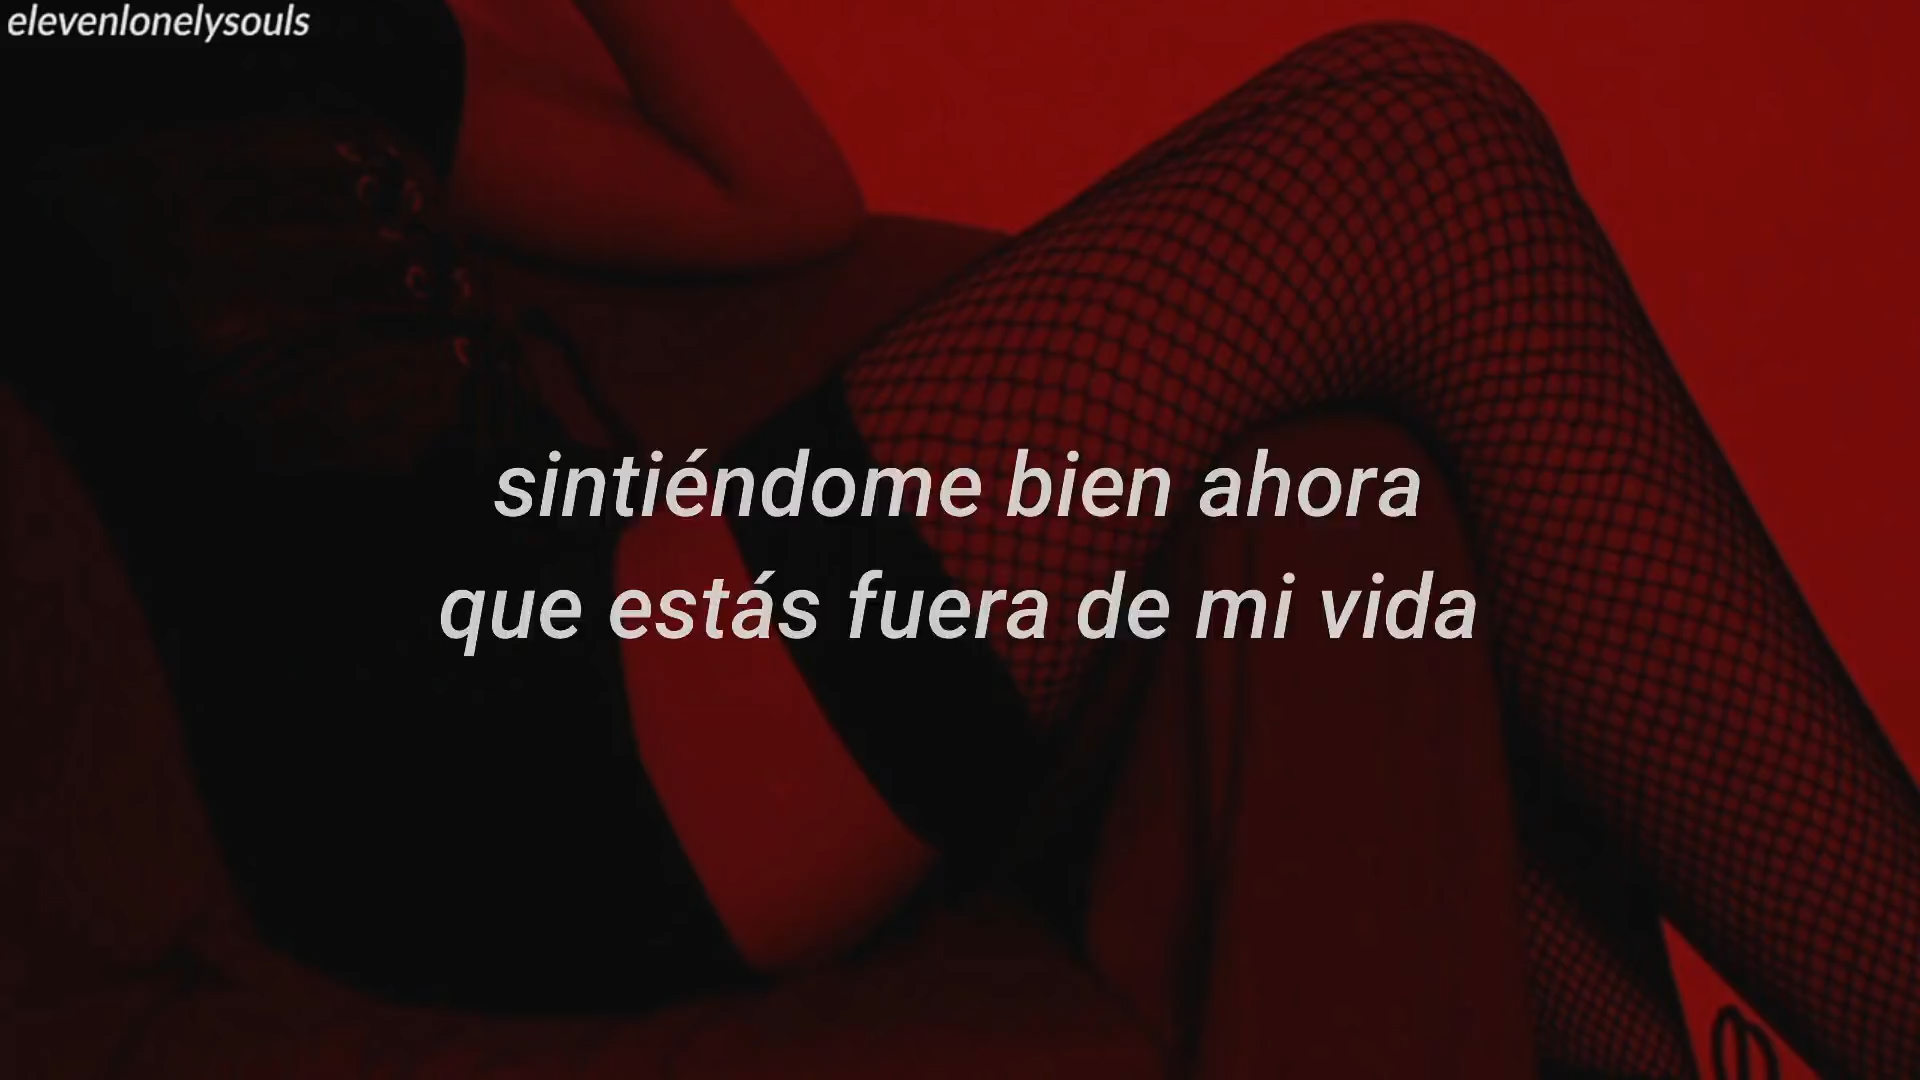 elevenlonelysouls
sintiéndome bien ahora
que estás fuera de mi vida